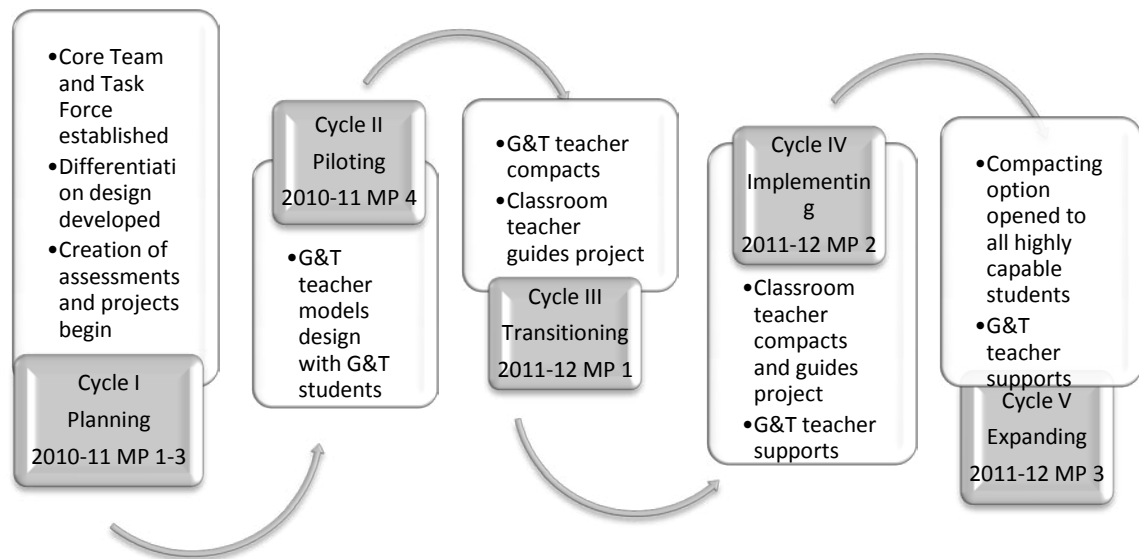 •Core Team
and Task
Force
established
•Differentiati
on design
developed
•Creation of
assessments
and projects
begin
Cycle I
Planning
2010-11 MP 1-3
Cycle II
Piloting
2010-11 MP 4
•G&T
teacher
models
design
with G&T
students
•G&T teacher
compacts
•Classroom
teacher
guides project
Cycle III
Transitioning
2011-12 MP 1
Cycle IV
Implementin
g
2011-12 MP 2
•Classroom
teacher
compacts
and guides
project
•G&T teacher
supports
•Compacting
option
opened to
all highly
capable
students
•G&T
teacher
supports
Cycle V
Expanding
2011-12 MP 3